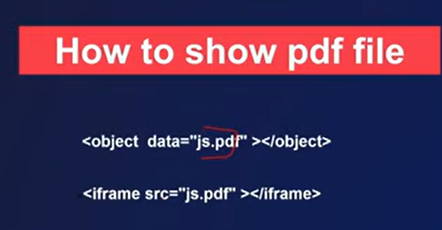 How to show pdf file
<object  data="js.pdf" ></object>
<iframe src="js.pdf" ></iframe>